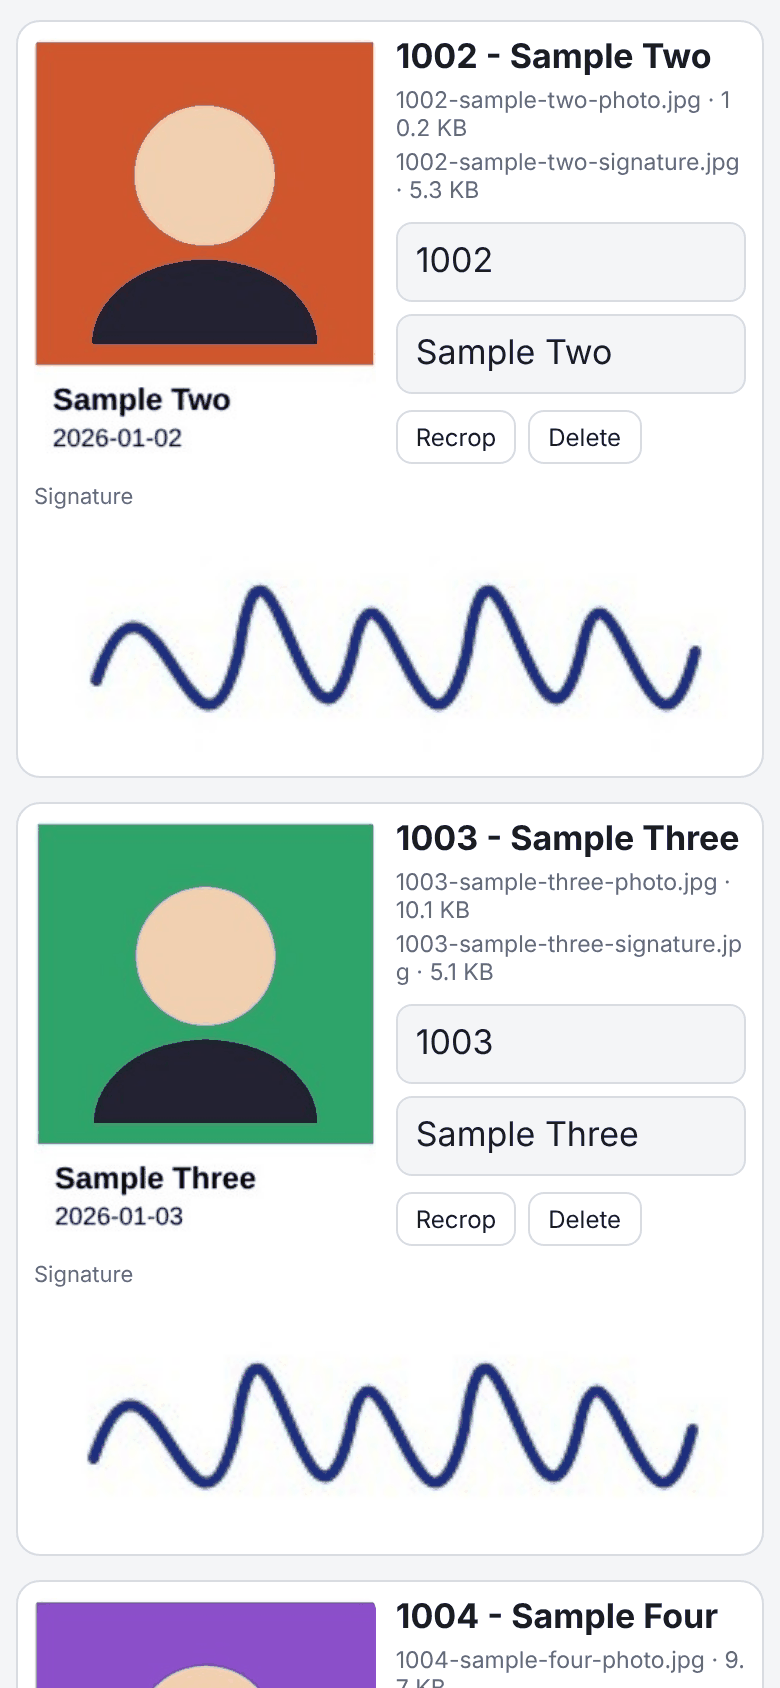 1002 - Sample Two
1002-sample-two-photo.jpg · 1
0.2 KB
1002-sample-two-signature.jpg
· 5.3 KB
1002
Sample Two
Recrop
Delete
Sample Two
2026-01-02
Signature
1003 - Sample Three
1003-sample-three-photo.jpg ·
10.1 KB
1003-sample-three-signature.jp
g · 5.1 KB
1003
Sample Three
Recrop
Delete
Sample Three
2026-01-03
Signature
1004 - Sample Four
1004-sample-four-photo.jpg · 9.
7 KB